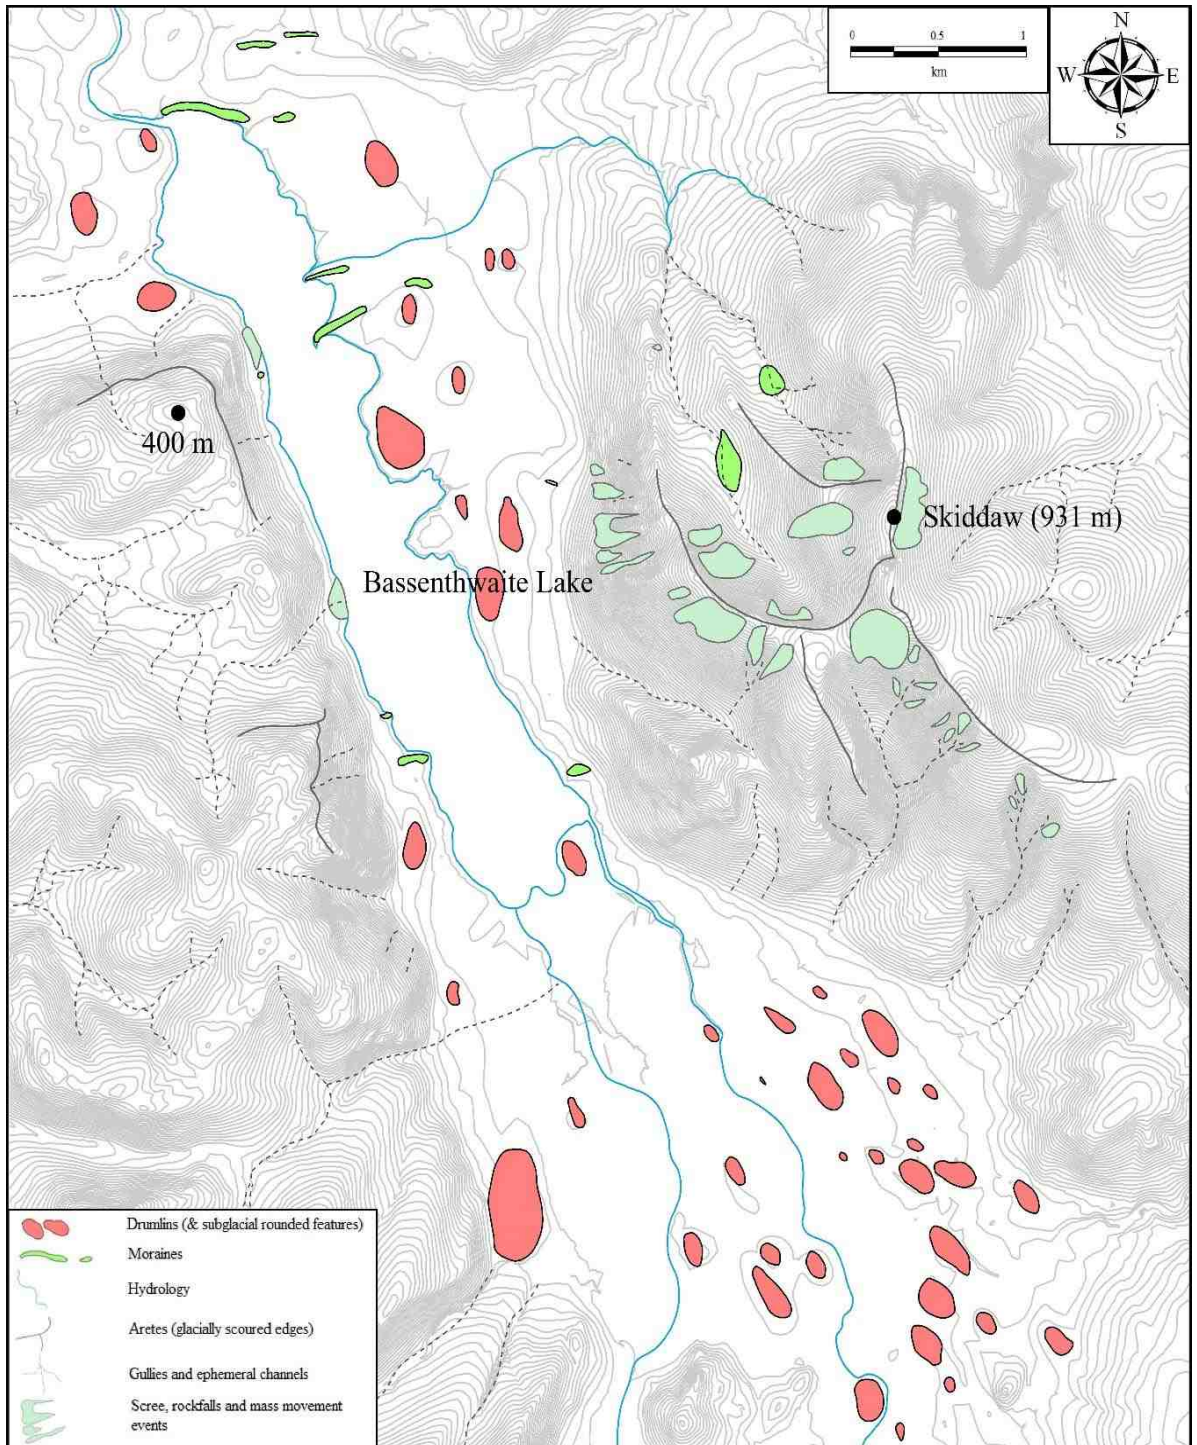 0 0.5 1
km
N
W E
S
400 m
Skiddaw (931 m)
Bassenthwaite Lake
Drumlins (& subglacial rounded features)
Moraines
Hydrology
Aretes (glacially scoured edges)
Gullies and ephemeral channels
Scree, rockfalls and mass movement
events